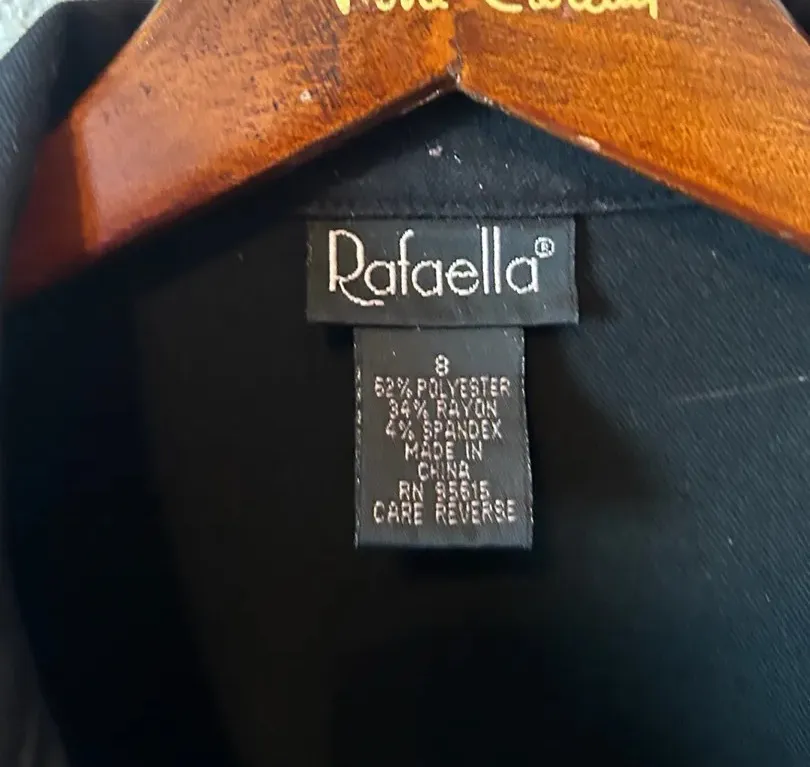 Rafaella®
8
62% POLYESTER
34% RAYON
4% SPANDEX
MADE IN
CHINA
RN 95615
CARE REVERSE